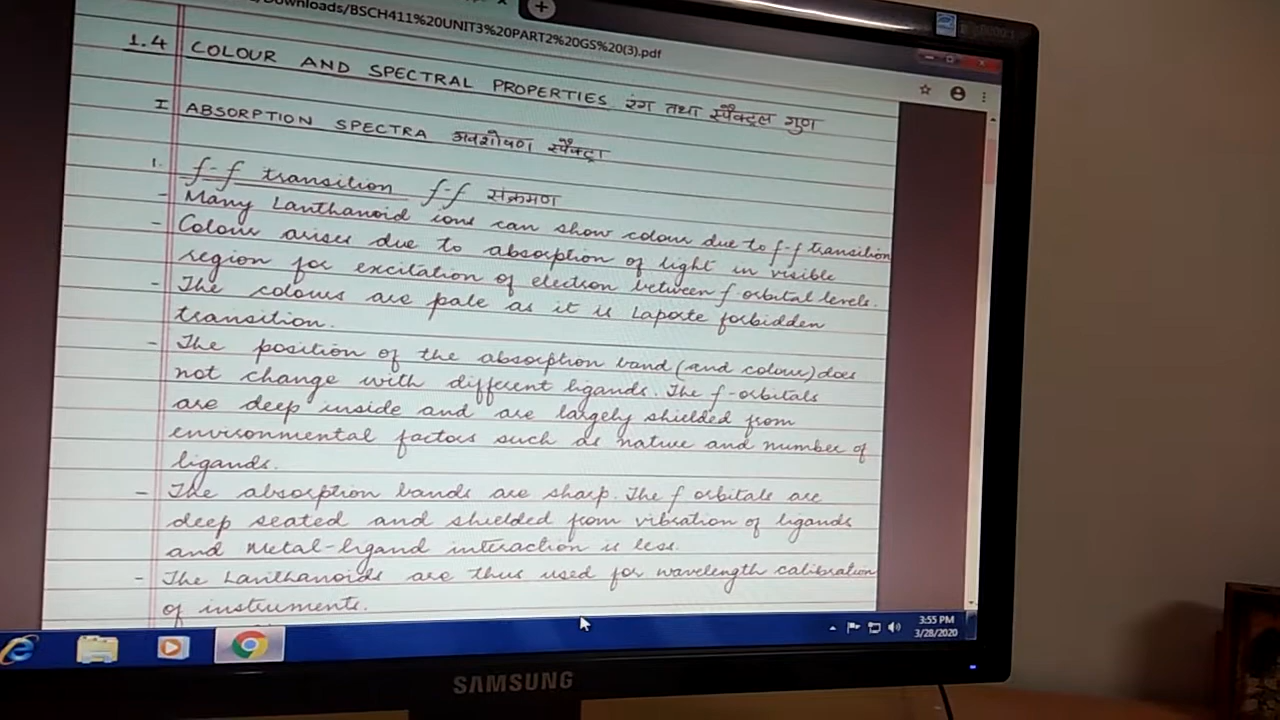 Downloads/BSCH411%20UNIT3%20PART2%20GS%20(3).pdf
1.4 COLOUR AND SPECTRAL PROPERTIES रंग तथा स्पैक्ट्रल गुण
I ABSORPTION SPECTRA अवशोषण स्पैक्ट्रा
1. f-f transition f-f संक्रमण
- Many Lanthanoid ions can show colour due to f-f transition
- Colour arises due to absorption of light in visible
region for excitation of electron between f orbital levels.
- The colours are pale as it is Laporte forbidden
transition.
- The position of the absorption band (and colour) does
not change with different ligands. The f-orbitals
are deep inside and are largely shielded from
environmental factors such as nature and number of
ligands.
- The absorption bands are sharp. The f orbitals are
deep seated and shielded from vibration of ligands
and Metal-ligand interaction is less.
- The Lanthanoids are thus used for wavelength calibration
of instruments.
3:55 PM
3/28/2020
SAMSUNG